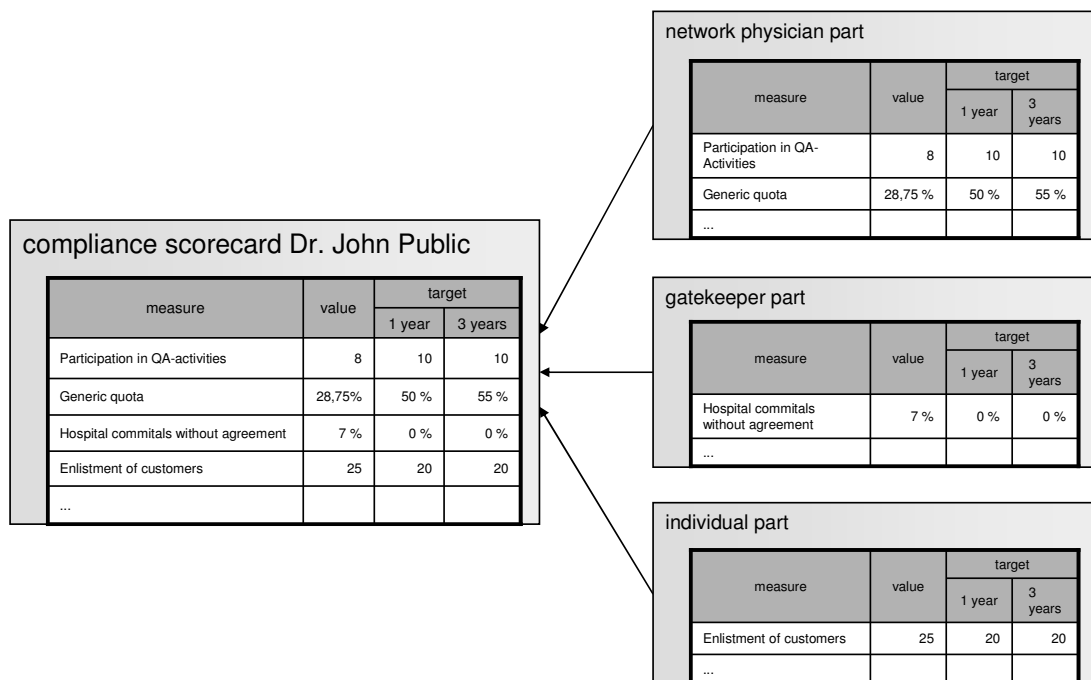 compliance scorecard Dr. John Public
measure value target
1 year 3 years
Participation in QA-activities 8 10 10
Generic quota 28,75% 50 % 55 %
Hospital commitals without agreement 7 % 0 % 0 %
Enlistment of customers 25 20 20
...
network physician part
measure value target
1 year 3
years
Participation in QA-
Activities 8 10 10
Generic quota 28,75 % 50 % 55 %
...
gatekeeper part
measure value target
1 year 3
years
Hospital commitals
without agreement 7 % 0 % 0 %
...
individual part
measure value target
1 year 3
years
Enlistment of customers 25 20 20
...